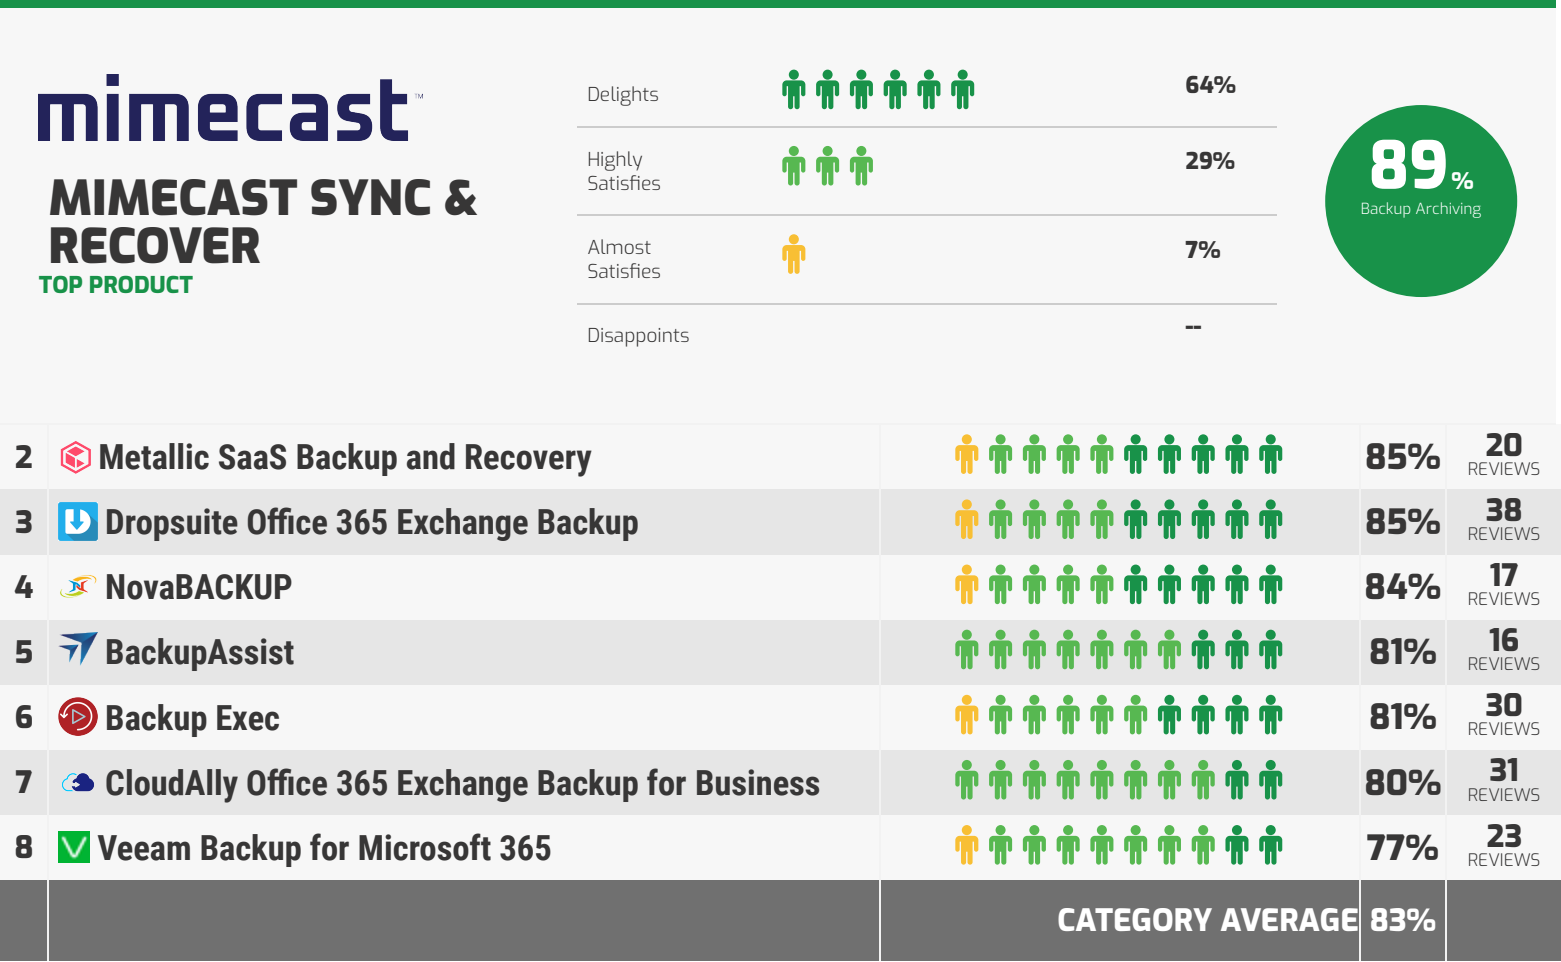 mimecast™
MIMECAST SYNC &
RECOVER
TOP PRODUCT
Delights
64%
Highly
Satisfies
29%
Almost
Satisfies
7%
Disappoints
--
89%
Backup Archiving
2 Metallic SaaS Backup and Recovery 85% 20 REVIEWS
3 Dropsuite Office 365 Exchange Backup 85% 38 REVIEWS
4 NovaBACKUP 84% 17 REVIEWS
5 BackupAssist 81% 16 REVIEWS
6 Backup Exec 81% 30 REVIEWS
7 CloudAlly Office 365 Exchange Backup for Business 80% 31 REVIEWS
8 Veeam Backup for Microsoft 365 77% 23 REVIEWS
CATEGORY AVERAGE 83%